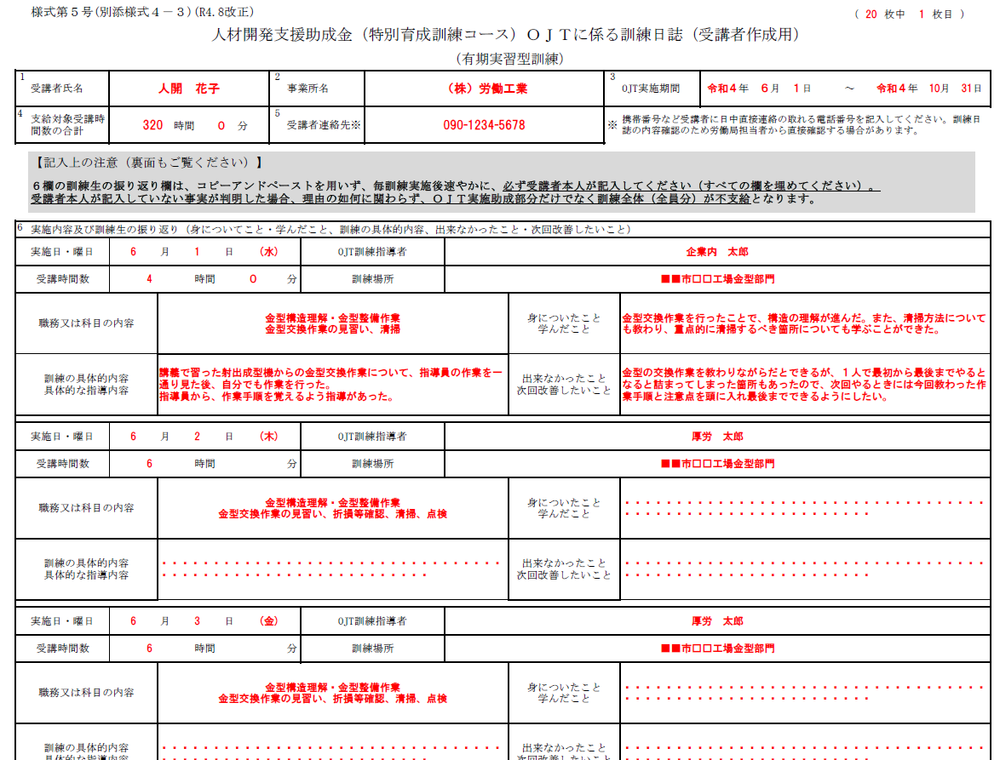 様式第５号(別添様式４－３)(R4.8改正)
（ 20 枚中 1 枚目 ）
人材開発支援助成金（特別育成訓練コース）ＯＪＴに係る訓練日誌（受講者作成用）
（有期実習型訓練）
1 受講者氏名 人開　花子 2 事業所名 （株）労働工業 3 OJT実施期間 令和４年 ６月 １日 ～ 令和４年 10月 31日
4 支給対象受講時間数の合計 320 時間 ０ 分 5 受講者連絡先※ 090-1234-5678
※ 携帯番号など受講者に日中直接連絡の取れる電話番号を記入してください。訓練日
誌の内容確認のため労働局担当者から直接確認する場合があります。
【記入上の注意（裏面もご覧ください）】
６欄の訓練生の振り返り欄は、コピーアンドペーストを用いず、毎訓練実施後速やかに、必ず受講者本人が記入してください（すべての欄を埋めてください）。
受講者本人が記入していない事実が判明した場合、理由の如何に関わらず、ＯＪＴ実施助成部分だけでなく訓練全体（全員分）が不支給となります。
6 実施内容及び訓練生の振り返り（身についてこと・学んだこと、訓練の具体的内容、出来なかったこと・次回改善したいこと）
実施日・曜日 ６ 月 １ 日 （水） OJT訓練指導者 企業内　太郎
受講時間数 ４ 時間 ０ 分 訓練場所 ■■市□□工場金型部門
職務又は科目の内容
金型構造理解・金型整備作業
金型交換作業の見習い、清掃
身についたこと
学んだこと
金型交換作業を行ったことで、構造の理解が進んだ。また、清掃方法について
も教わり、重点的に清掃するべき箇所についても学ぶことができた。
訓練の具体的内容
具体的な指導内容
講義で習った射出成型機からの金型交換作業について、指導員の作業を一
通り見た後、自分でも作業を行った。
指導員から、作業手順を覚えるよう指導があった。
出来なかったこと
次回改善したいこと
金型の交換作業を教わりながらだとできるが、１人で最初から最後までやると
なると詰まってしまった箇所もあったので、次回やるときには今回教わった作
業手順と注意点を頭に入れ最後までできるようにしたい。
実施日・曜日 ６ 月 ２ 日 （木） OJT訓練指導者 厚労　太郎
受講時間数 ６ 時間 分 訓練場所 ■■市□□工場金型部門
職務又は科目の内容
金型構造理解・金型整備作業
金型交換作業の見習い、折損等確認、清掃、点検
身についたこと
学んだこと
・・・・・・・・・・・・・・・・・・・・・・・・・・・・・・・・・・・
・・・・・・・・・・・・・・・・・・・・・・・・
訓練の具体的内容
具体的な指導内容
・・・・・・・・・・・・・・・・・・・・・・・・・・・・・・・・・
・・・・・・・・・・・・・・・・・・・・・・・・・・
出来なかったこと
次回改善したいこと
・・・・・・・・・・・・・・・・・・・・・・・・・・・・・・・・・・・
・・・・・・・・・・・・・・・・・・・・・・・・
実施日・曜日 ６ 月 ３ 日 （金） OJT訓練指導者 厚労　太郎
受講時間数 ６ 時間 分 訓練場所 ■■市□□工場金型部門
職務又は科目の内容
金型構造理解・金型整備作業
金型交換作業の見習い、折損等確認、清掃、点検
身についたこと
学んだこと
・・・・・・・・・・・・・・・・・・・・・・・・・・・・・・・・・・・
・・・・・・・・・・・・・・・・・・・・・・・・
訓練の具体的内容
具体的な指導内容
・・・・・・・・・・・・・・・・・・・・・・・・・・・・・・・・・
・・・・・・・・・・・・・・・・・・・・・・・・・・
出来なかったこと
次回改善したいこと
・・・・・・・・・・・・・・・・・・・・・・・・・・・・・・・・・・・
・・・・・・・・・・・・・・・・・・・・・・・・